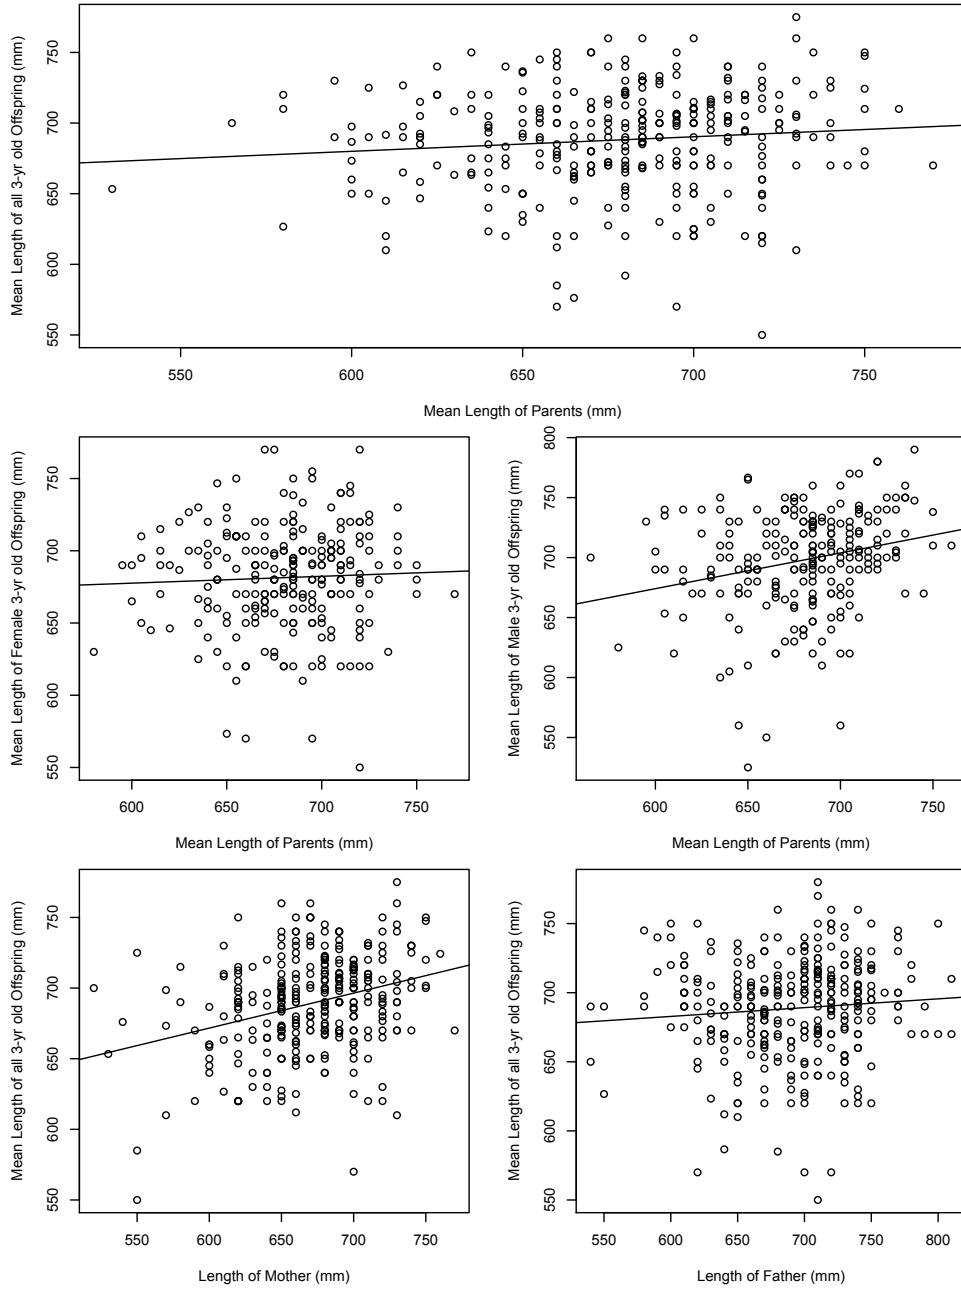 Mean Length of all 3-yr old Offspring (mm)
750
700
650
600
550
550 600 650 700 750
Mean Length of Parents (mm)
Mean Length of Female 3-yr old Offspring (mm)
750
700
650
600
550
600 650 700 750
Mean Length of Parents (mm)
Mean Length of Male 3-yr old Offspring (mm)
800
750
700
650
600
550
600 650 700 750
Mean Length of Parents (mm)
Mean Length of all 3-yr old Offspring (mm)
750
700
650
600
550
550 600 650 700 750
Length of Mother (mm)
Mean Length of all 3-yr old Offspring (mm)
750
700
650
600
550
550 600 650 700 750 800
Length of Father (mm)